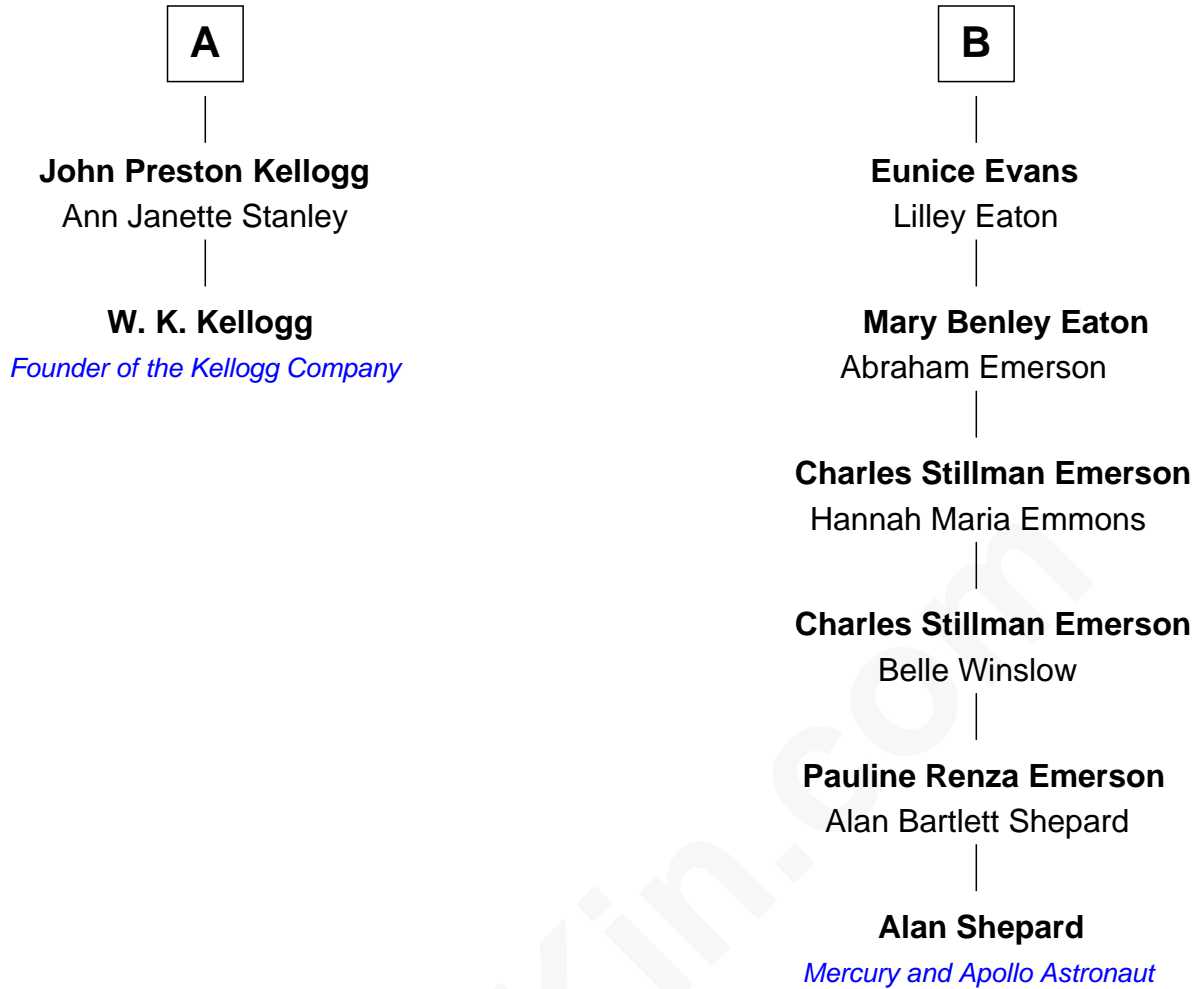 A
John Preston Kellogg
Ann Janette Stanley
W. K. Kellogg
Founder of the Kellogg Company
B
Eunice Evans
Lilley Eaton
Mary Benley Eaton
Abraham Emerson
Charles Stillman Emerson
Hannah Maria Emmons
Charles Stillman Emerson
Belle Winslow
Pauline Renza Emerson
Alan Bartlett Shepard
Alan Shepard
Mercury and Apollo Astronaut
Kin.com